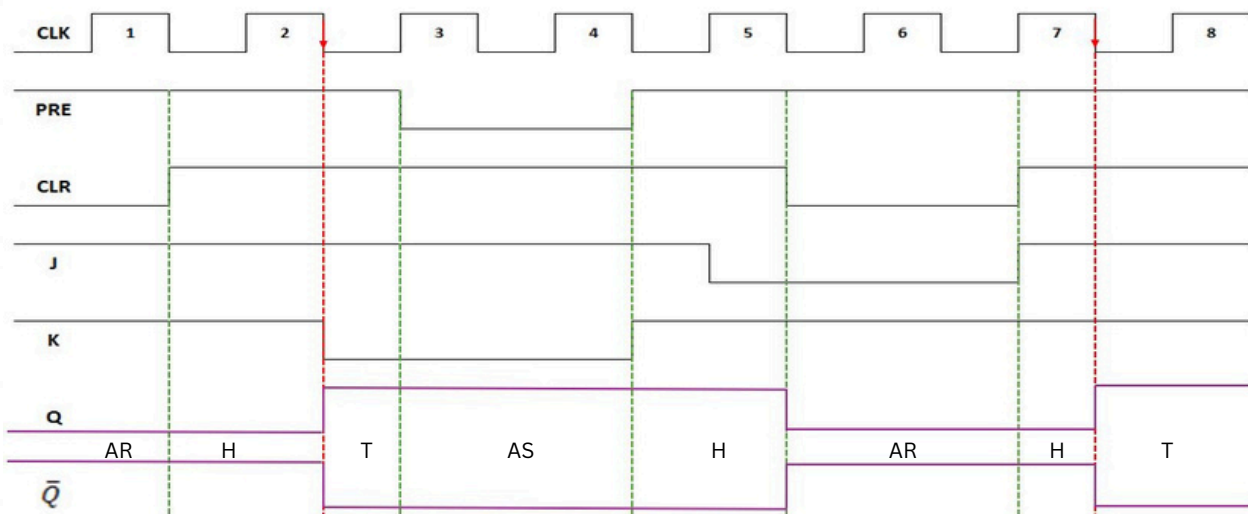 CLK 1 2 3 4 5 6 7 8
PRE
CLR
J
K
Q
AR H T AS H AR H T
Q̅